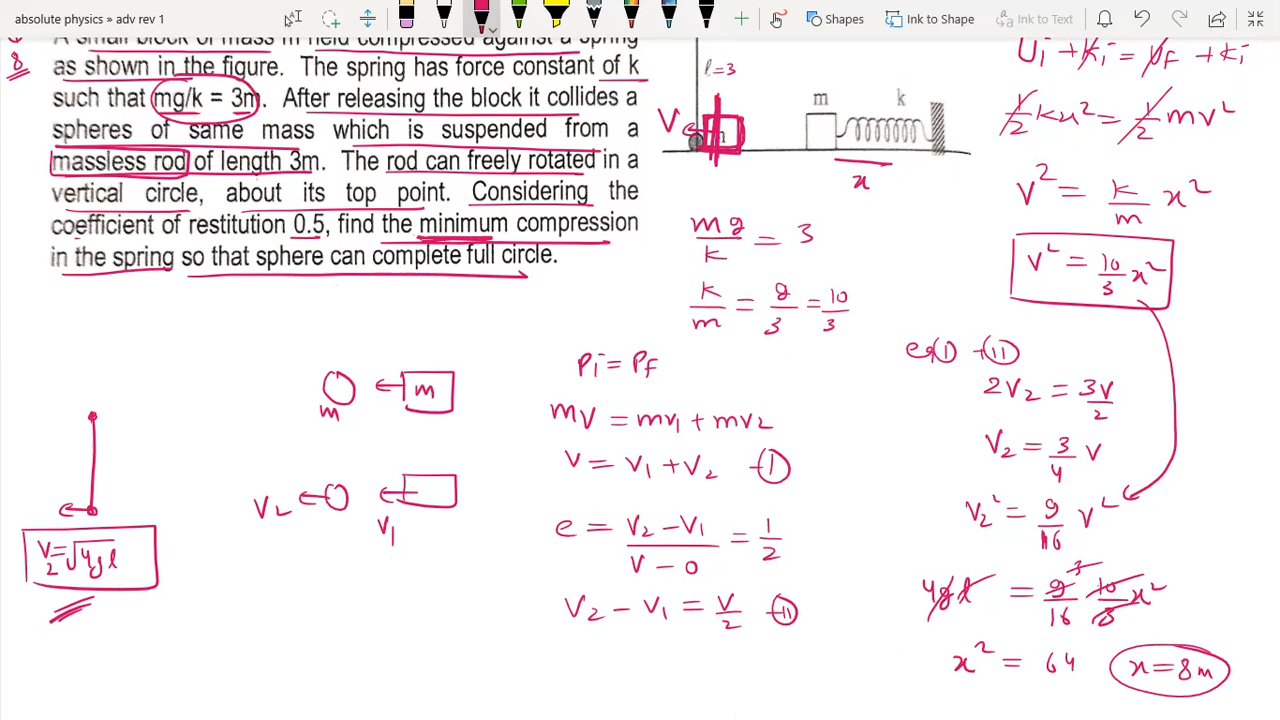 absolute physics » adv rev 1
Shapes
Ink to Shape
Ink to Text
8
A small block of mass m held compressed against a spring
as shown in the figure. The spring has force constant of k
such that mg/k = 3m. After releasing the block it collides a
spheres of same mass which is suspended from a
massless rod of length 3m. The rod can freely rotated in a
vertical circle, about its top point. Considering the
coefficient of restitution 0.5, find the minimum compression
in the spring so that sphere can complete full circle.
l=3
V
m
k
x
mg/k = 3
k/m = g/3 = 10/3
Ui + Ki = UF + Ki
1/2 kx² = 1/2 mv²
V² = k/m x²
V² = 10/3 x²
m
m
V2
V1
V2 = √4gl
Pi = PF
mV = mV1 + mV2
V = V1 + V2 -(I)
e = V2 - V1 / V - 0 = 1/2
V2 - V1 = V/2 -(II)
eq(I) +(II)
2V2 = 3V/2
V2 = 3/4 V
V2² = 9/16 V²
4gl = 9/16 10/3 x²
3
x² = 64
x = 8m